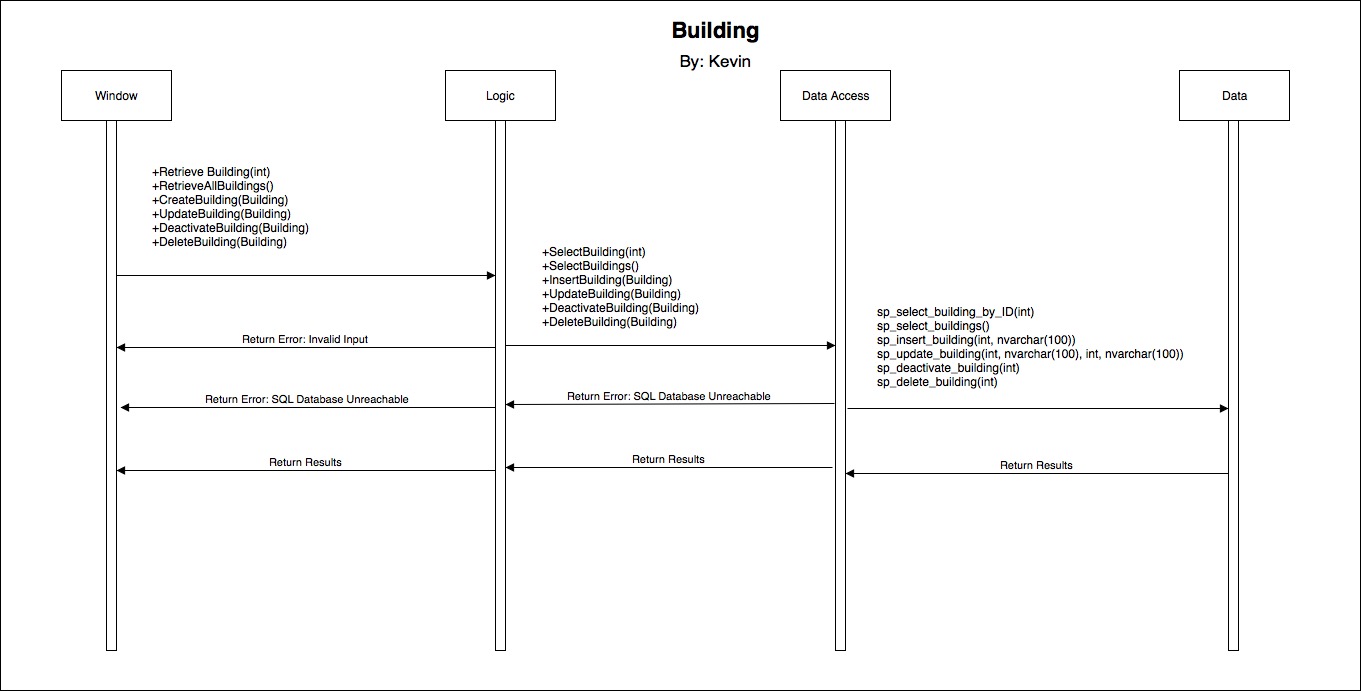 Building
By: Kevin
Window
Logic
Data Access
Data
+Retrieve Building(int)
+RetrieveAllBuildings()
+CreateBuilding(Building)
+UpdateBuilding(Building)
+DeactivateBuilding(Building)
+DeleteBuilding(Building)
+SelectBuilding(int)
+SelectBuildings()
+InsertBuilding(Building)
+UpdateBuilding(Building)
+DeactivateBuilding(Building)
+DeleteBuilding(Building)
sp_select_building_by_ID(int)
sp_select_buildings()
sp_insert_building(int, nvarchar(100))
sp_update_building(int, nvarchar(100), int, nvarchar(100))
sp_deactivate_building(int)
sp_delete_building(int)
Return Error: Invalid Input
Return Error: SQL Database Unreachable
Return Error: SQL Database Unreachable
Return Results
Return Results
Return Results